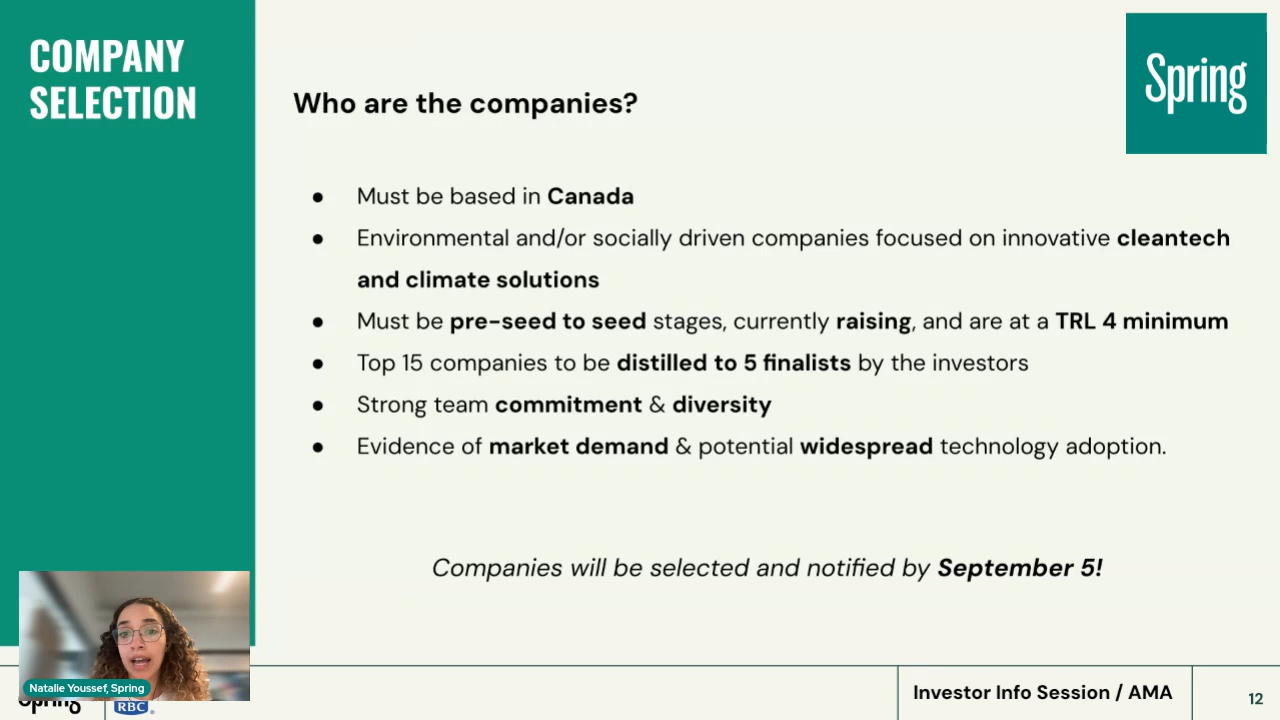 COMPANY
SELECTION
Spring
Who are the companies?
● Must be based in Canada
● Environmental and/or socially driven companies focused on innovative cleantech
and climate solutions
● Must be pre-seed to seed stages, currently raising, and are at a TRL 4 minimum
● Top 15 companies to be distilled to 5 finalists by the investors
● Strong team commitment & diversity
● Evidence of market demand & potential widespread technology adoption.
Companies will be selected and notified by September 5!
Natalie Youssef, Spring
Spring
RBC
®
Investor Info Session / AMA
12